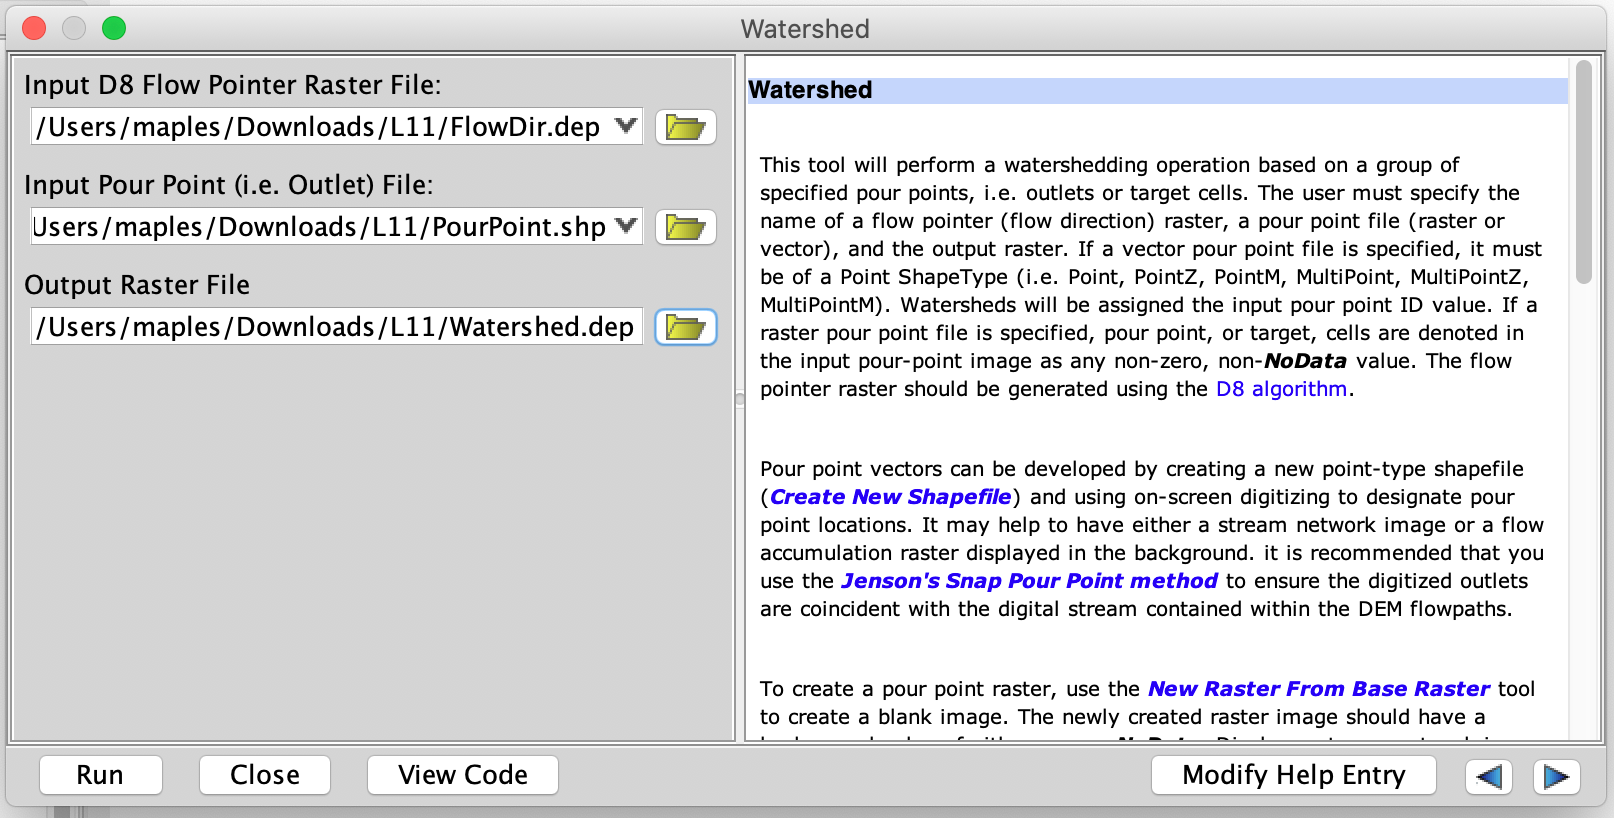 Watershed
Input D8 Flow Pointer Raster File:
/Users/maples/Downloads/L11/FlowDir.dep
Input Pour Point (i.e. Outlet) File:
Users/maples/Downloads/L11/PourPoint.shp
Output Raster File
/Users/maples/Downloads/L11/Watershed.dep
Watershed
This tool will perform a watershedding operation based on a group of
specified pour points, i.e. outlets or target cells. The user must specify the
name of a flow pointer (flow direction) raster, a pour point file (raster or
vector), and the output raster. If a vector pour point file is specified, it must
be of a Point ShapeType (i.e. Point, PointZ, PointM, MultiPoint, MultiPointZ,
MultiPointM). Watersheds will be assigned the input pour point ID value. If a
raster pour point file is specified, pour point, or target, cells are denoted in
the input pour-point image as any non-zero, non-NoData value. The flow
pointer raster should be generated using the D8 algorithm.
Pour point vectors can be developed by creating a new point-type shapefile
(Create New Shapefile) and using on-screen digitizing to designate pour
point locations. It may help to have either a stream network image or a flow
accumulation raster displayed in the background. it is recommended that you
use the Jenson's Snap Pour Point method to ensure the digitized outlets
are coincident with the digital stream contained within the DEM flowpaths.
To create a pour point raster, use the New Raster From Base Raster tool
to create a blank image. The newly created raster image should have a
Run
Close
View Code
Modify Help Entry